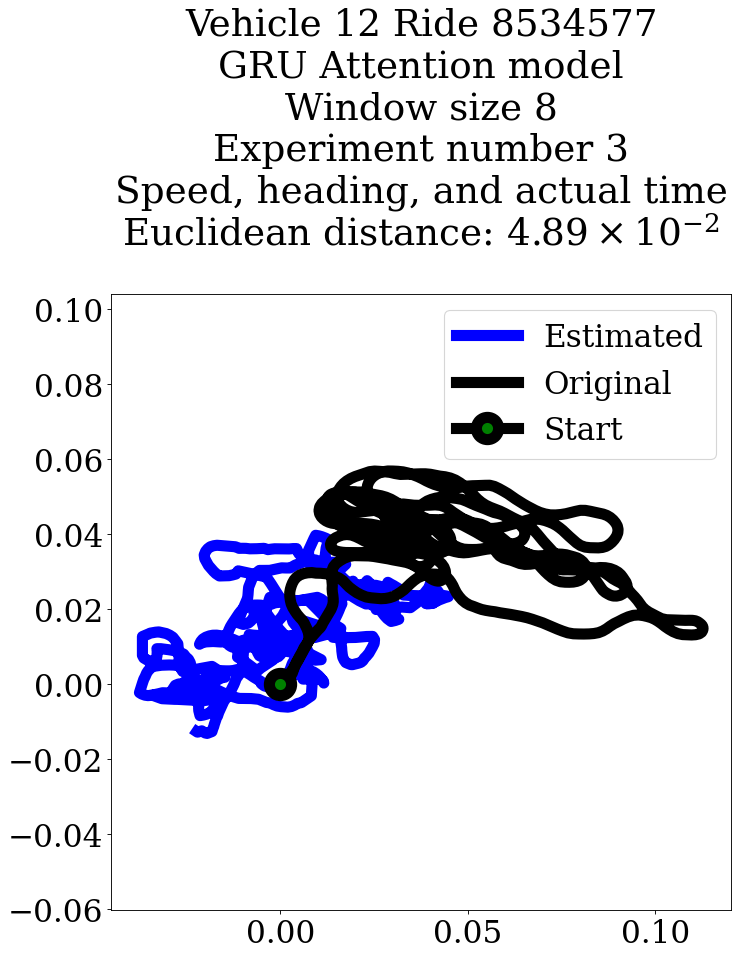 Vehicle 12 Ride 8534577
GRU Attention model
Window size 8
Experiment number 3
Speed, heading, and actual time
Euclidean distance: 4.89 × 10⁻²
Estimated
Original
Start
0.10
0.08
0.06
0.04
0.02
0.00
−0.02
−0.04
−0.06
0.00 0.05 0.10